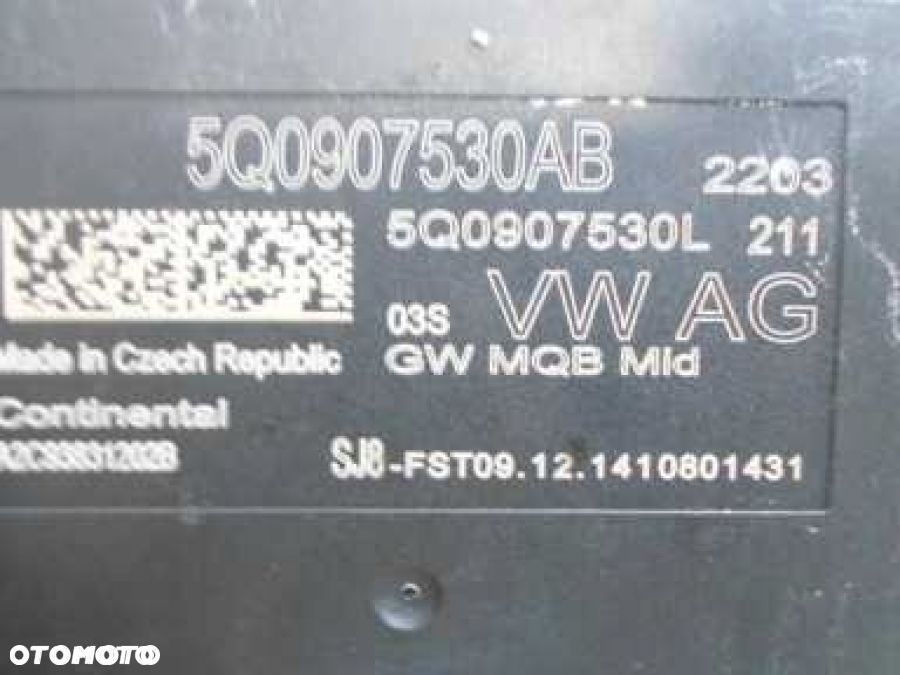 5Q0907530AB 2203
5Q0907530L 211
03S VW AG
Made in Czech Republic GW MQB Mid
Continental
SJ8-FST09.12.1410801431
OTOMOTO